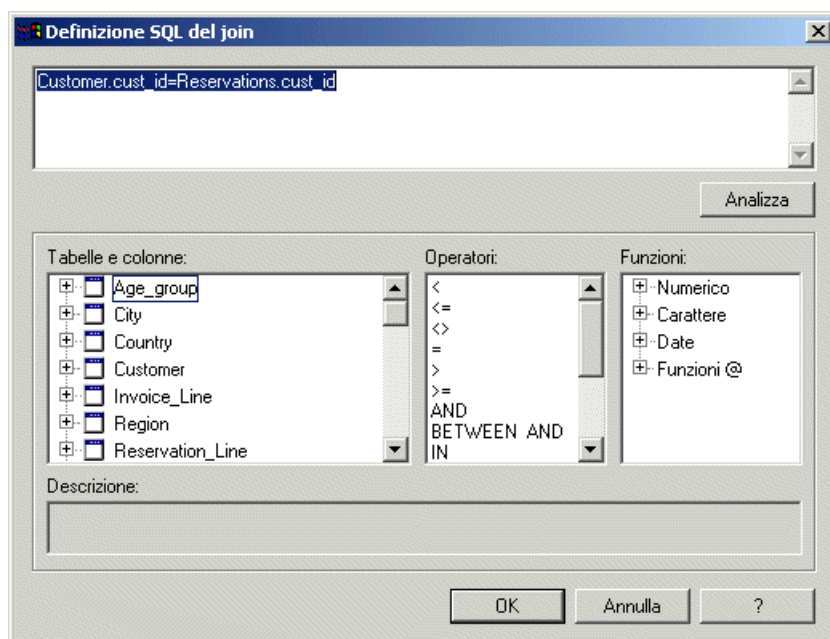 Definizione SQL del join
Customer.cust_id=Reservations.cust_id
Analizza
Tabelle e colonne:
Age_group
City
Country
Customer
Invoice_Line
Region
Reservation_Line
Operatori:
<
<=
<>
=
>
>=
AND
BETWEEN AND
IN
Funzioni:
Numerico
Carattere
Date
Funzioni @
Descrizione:
OK
Annulla
?